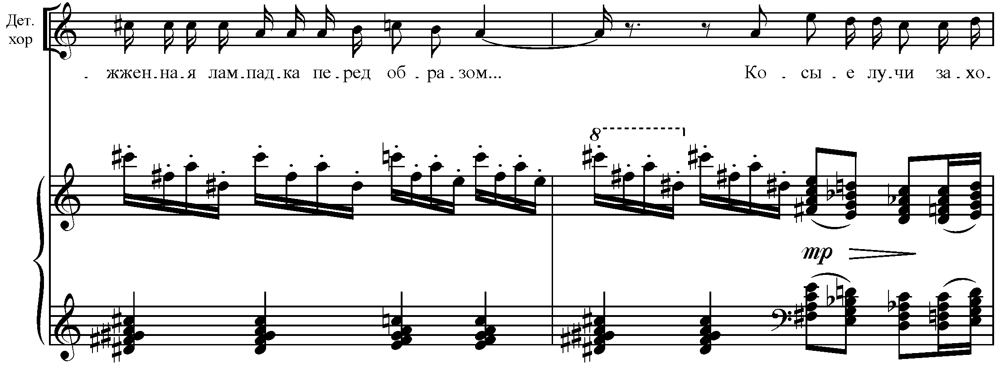 Дет.
хор
. жжен.на.я лам.пад.ка пе.ред об.ра.зом... Ко.сы.е лу.чи за.хо.
8
mp